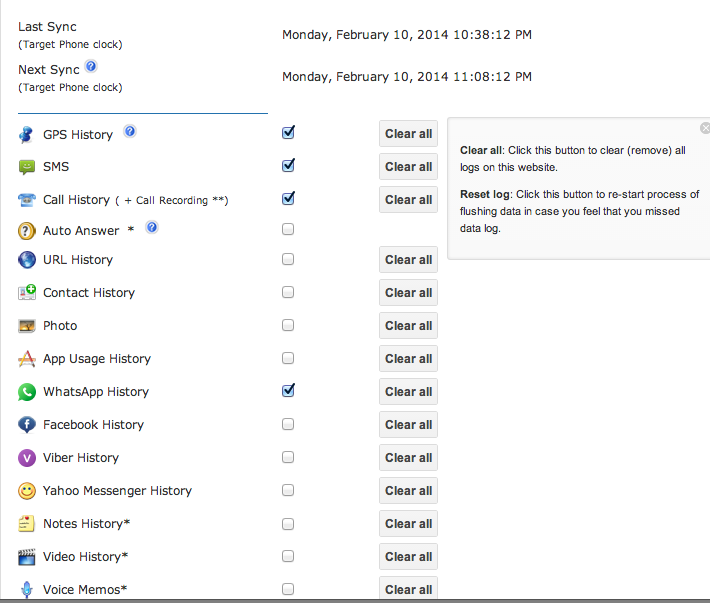 Last Sync
(Target Phone clock)
Monday, February 10, 2014 10:38:12 PM
Next Sync ?
(Target Phone clock)
Monday, February 10, 2014 11:08:12 PM
GPS History ? Clear all
SMS Clear all
Call History ( + Call Recording **) Clear all
Auto Answer * ?
URL History Clear all
Contact History Clear all
Photo Clear all
App Usage History Clear all
WhatsApp History Clear all
Facebook History Clear all
Viber History Clear all
Yahoo Messenger History Clear all
Notes History* Clear all
Video History* Clear all
Voice Memos* Clear all
Clear all: Click this button to clear (remove) all
logs on this website.
Reset log: Click this button to re-start process of
flushing data in case you feel that you missed
data log.